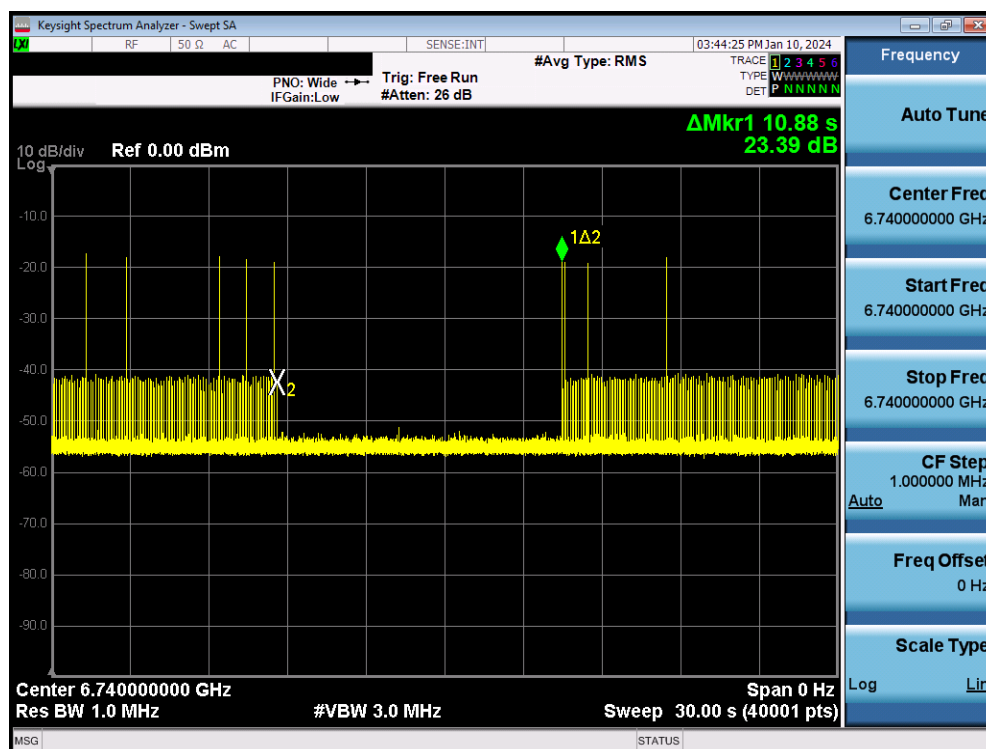 Keysight Spectrum Analyzer - Swept SA
LXI RF 50 Ω AC SENSE:INT 03:44:25 PM Jan 10, 2024
#Avg Type: RMS
TRACE 1 2 3 4 5 6
TYPE WWWWWW
DET P N N N N N
PNO: Wide
IFGain:Low
Trig: Free Run
#Atten: 26 dB
ΔMkr1 10.88 s
23.39 dB
10 dB/div
Log
Ref 0.00 dBm
-10.0
-20.0
-30.0
-40.0
-50.0
-60.0
-70.0
-80.0
-90.0
1Δ2
X2
Center 6.740000000 GHz
Span 0 Hz
Res BW 1.0 MHz
#VBW 3.0 MHz
Sweep 30.00 s (40001 pts)
MSG
STATUS
Frequency
Auto Tune
Center Freq
6.740000000 GHz
Start Freq
6.740000000 GHz
Stop Freq
6.740000000 GHz
CF Step
1.000000 MHz
Auto Man
Freq Offset
0 Hz
Scale Type
Log Lin